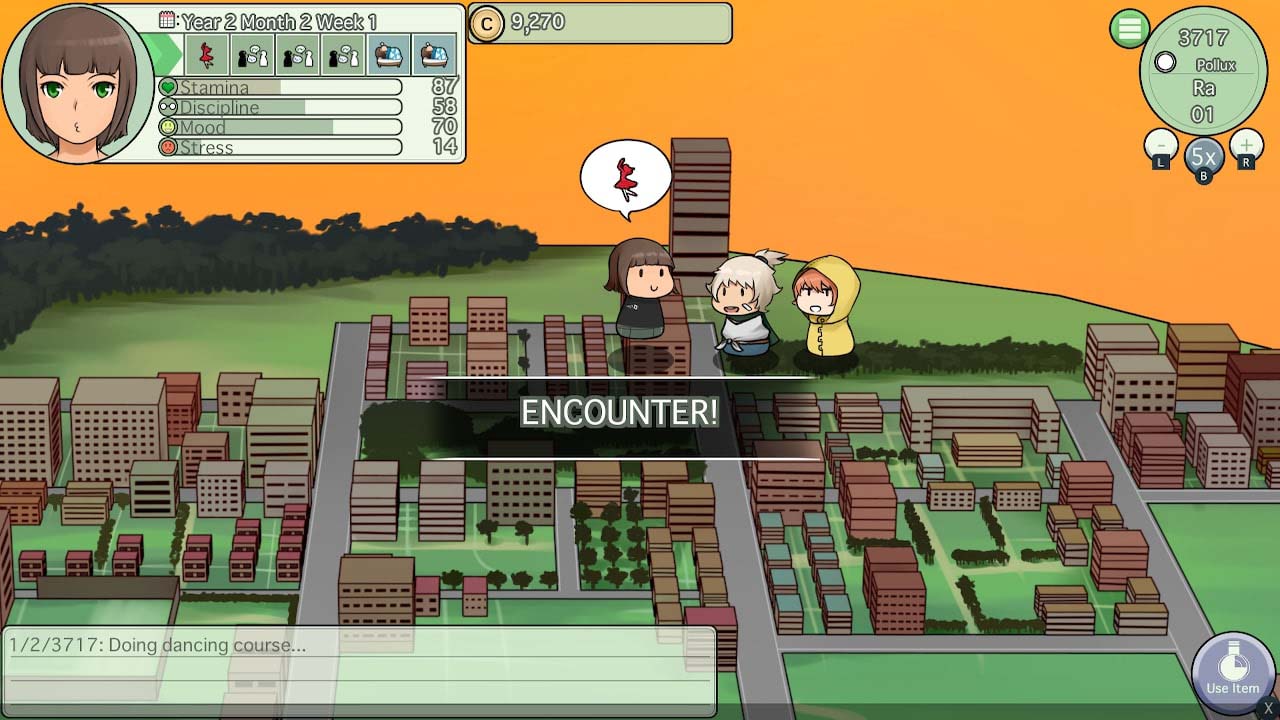 Year 2 Month 2 Week 1
Stamina 87
Discipline 58
Mood 70
Stress 14
C 9,270
3717
Pollux
Ra
01
- 5x +
L B R
ENCOUNTER!
1/2/3717: Doing dancing course...
Use Item
X